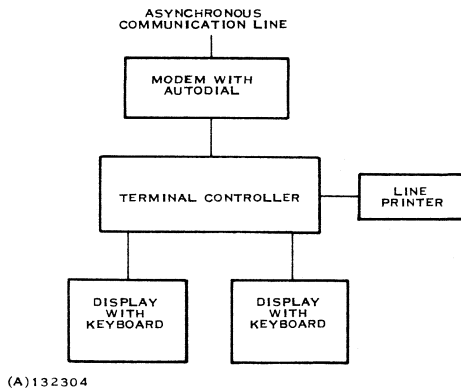 ASYNCHRONOUS
COMMUNICATION LINE
MODEM WITH
AUTODIAL
TERMINAL CONTROLLER
LINE
PRINTER
DISPLAY
WITH
KEYBOARD
DISPLAY
WITH
KEYBOARD
(A)132304